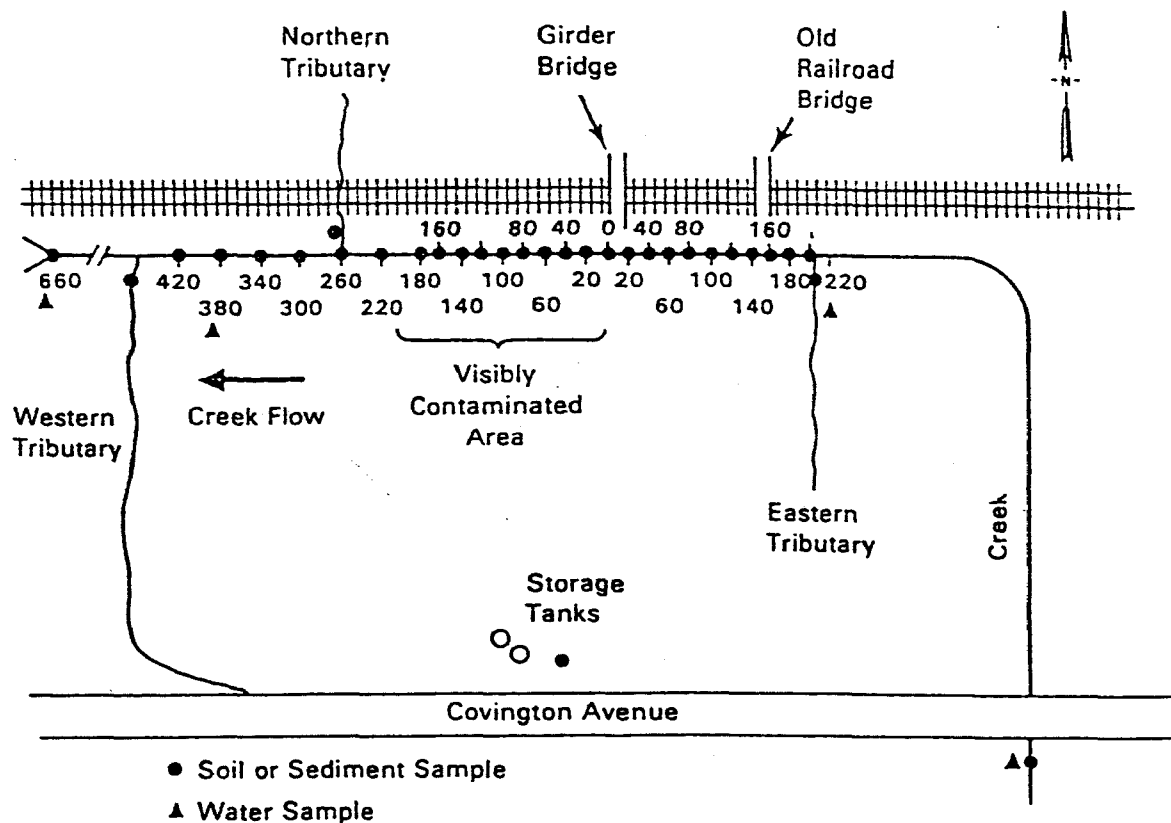 Northern
Tributary
Girder
Bridge
Old
Railroad
Bridge
-N-
160 80 40 0 40 80 160
660 420 340 260 180 100 20 20 100 180 220
380 300 220 140 60 60 140
Visibly
Contaminated
Area
Creek Flow
Western
Tributary
Eastern
Tributary
Creek
Storage
Tanks
Covington Avenue
Soil or Sediment Sample
Water Sample